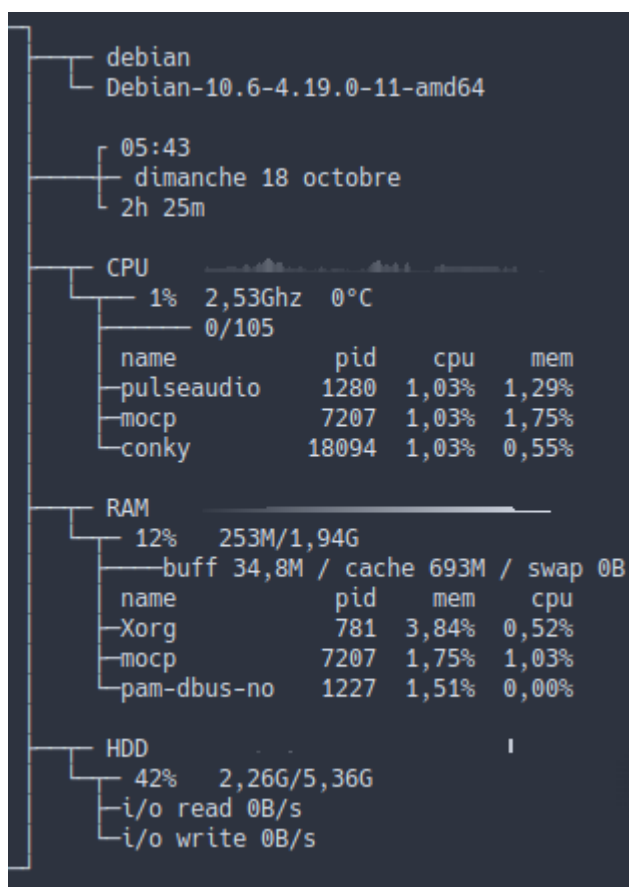 debian
Debian-10.6-4.19.0-11-amd64
05:43
dimanche 18 octobre
2h 25m
CPU
1% 2,53Ghz 0°C
0/105
name pid cpu mem
pulseaudio 1280 1,03% 1,29%
mocp 7207 1,03% 1,75%
conky 18094 1,03% 0,55%
RAM
12% 253M/1,94G
buff 34,8M / cache 693M / swap 0B
name pid mem cpu
Xorg 781 3,84% 0,52%
mocp 7207 1,75% 1,03%
pam-dbus-no 1227 1,51% 0,00%
HDD
42% 2,26G/5,36G
i/o read 0B/s
i/o write 0B/s